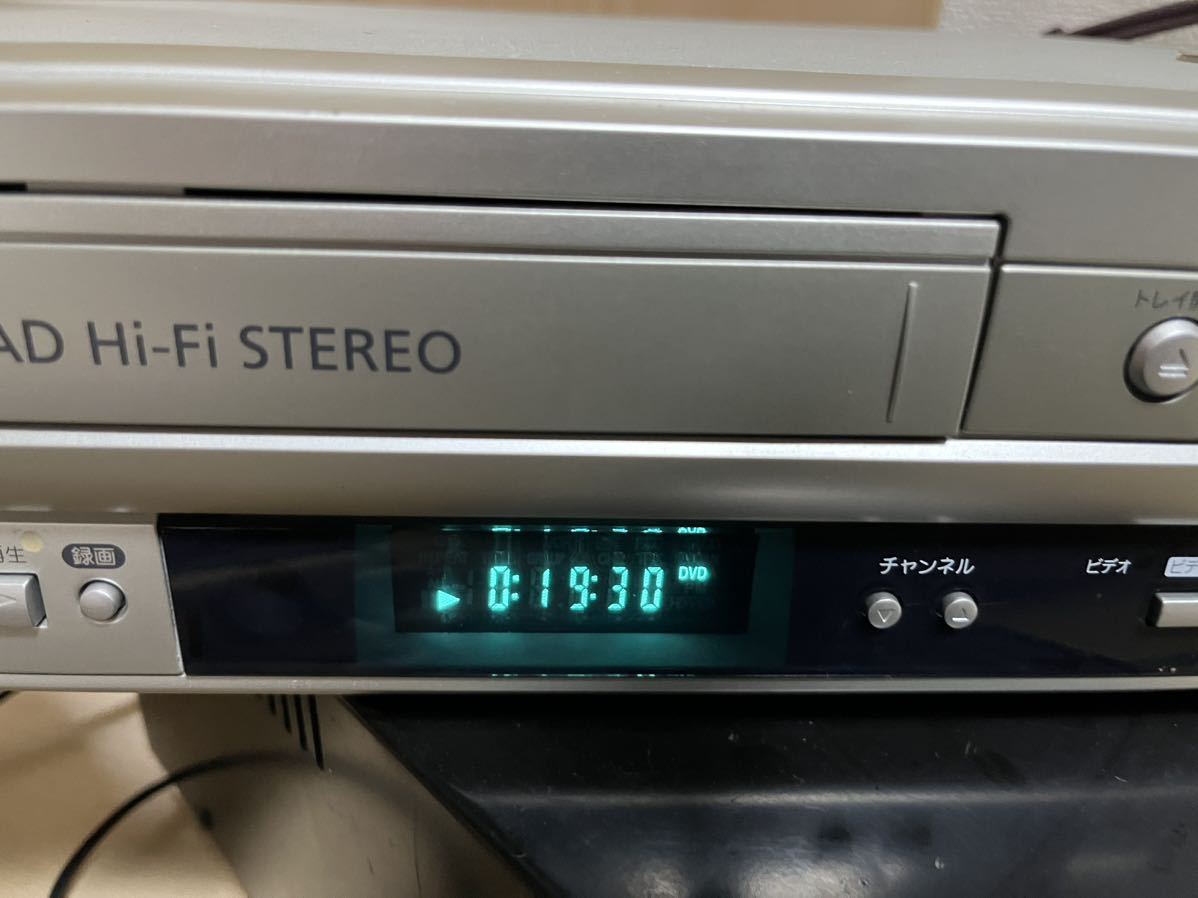 AD Hi-Fi STEREO
トレイ
生
録画
0:19:30
DVD
チャンネル
ビデオ